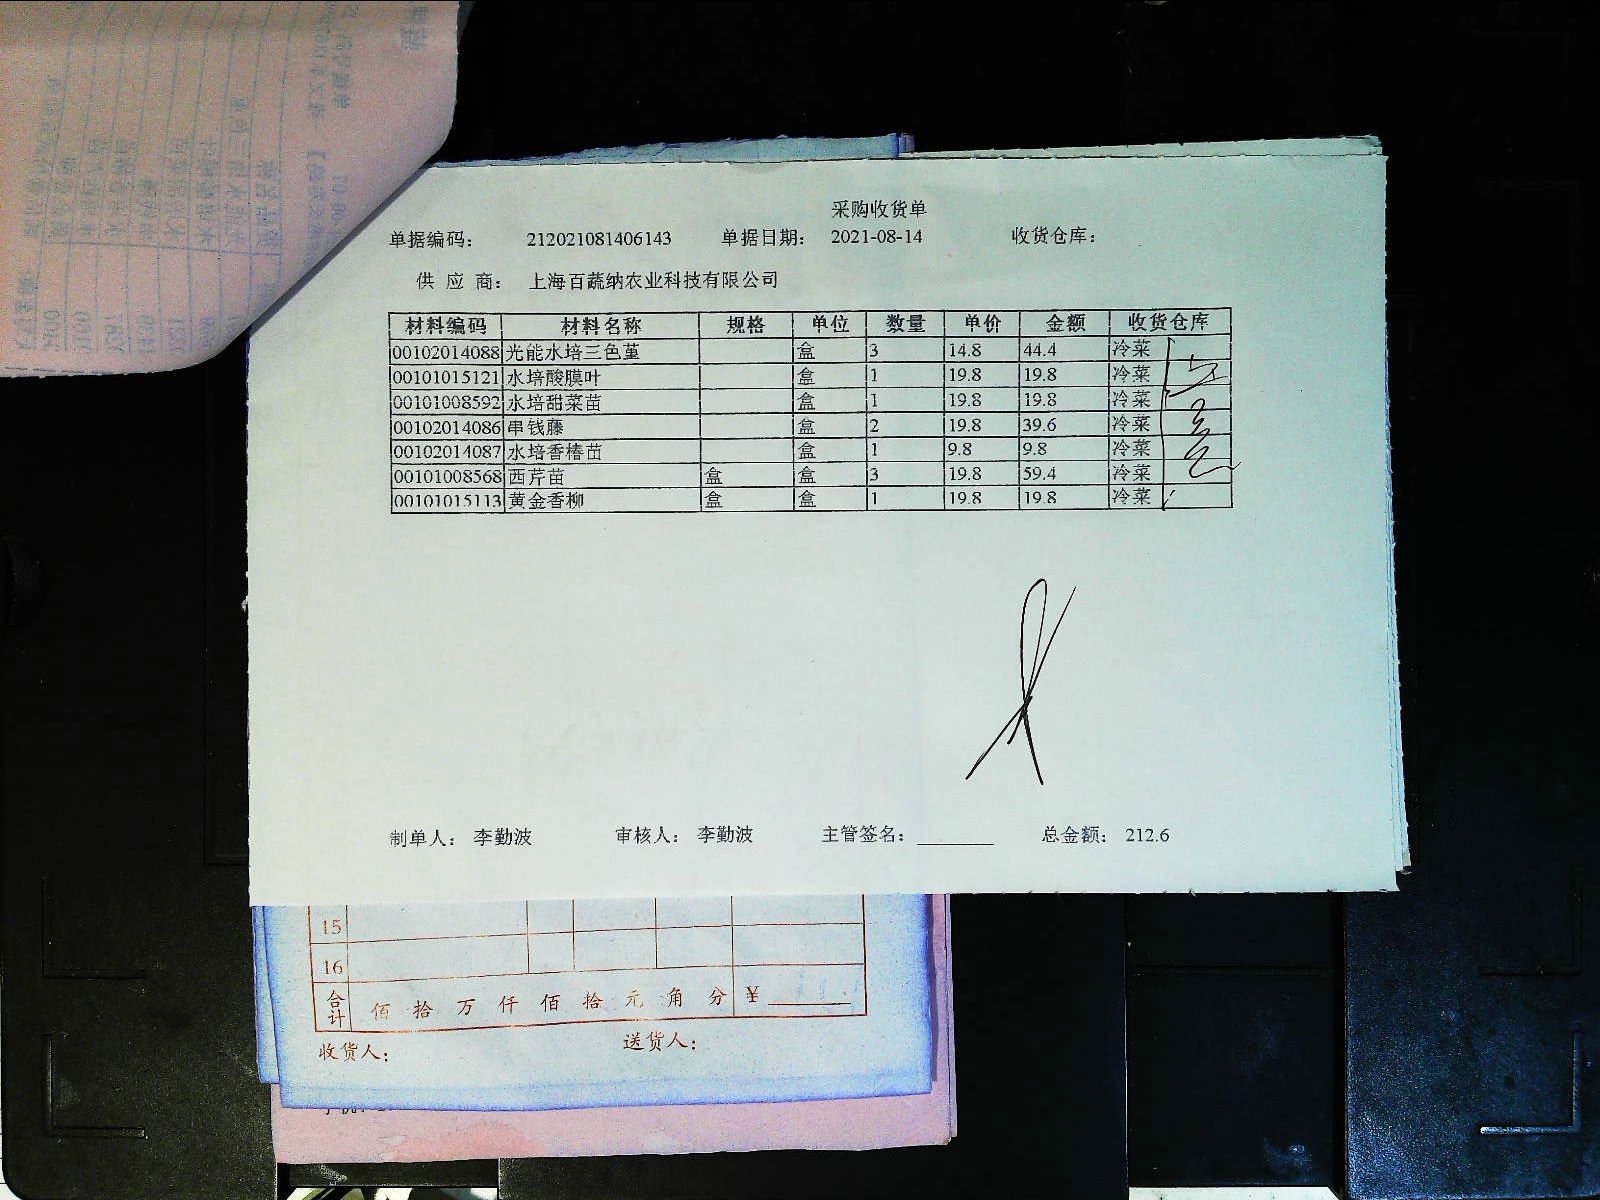 采购收货单
单据编码： 212021081406143 单据日期： 2021-08-14 收货仓库：
供 应 商： 上海百蔬纳农业科技有限公司
材料编码 材料名称 规格 单位 数量 单价 金额 收货仓库
00102014088 光能水培三色堇 盒 3 14.8 44.4 冷菜
00101015121 水培酸膜叶 盒 1 19.8 19.8 冷菜
00101008592 水培甜菜苗 盒 1 19.8 19.8 冷菜
00102014086 串钱藤 盒 2 19.8 39.6 冷菜
00102014087 水培香椿苗 盒 1 9.8 9.8 冷菜
00101008568 西芹苗 盒 盒 3 19.8 59.4 冷菜
00101015113 黄金香柳 盒 盒 1 19.8 19.8 冷菜
制单人： 李勤波 审核人： 李勤波 主管签名： 总金额： 212.6
15
16
合计 佰 拾 万 仟 佰 拾 元 角 分 ¥
收货人： 送货人：